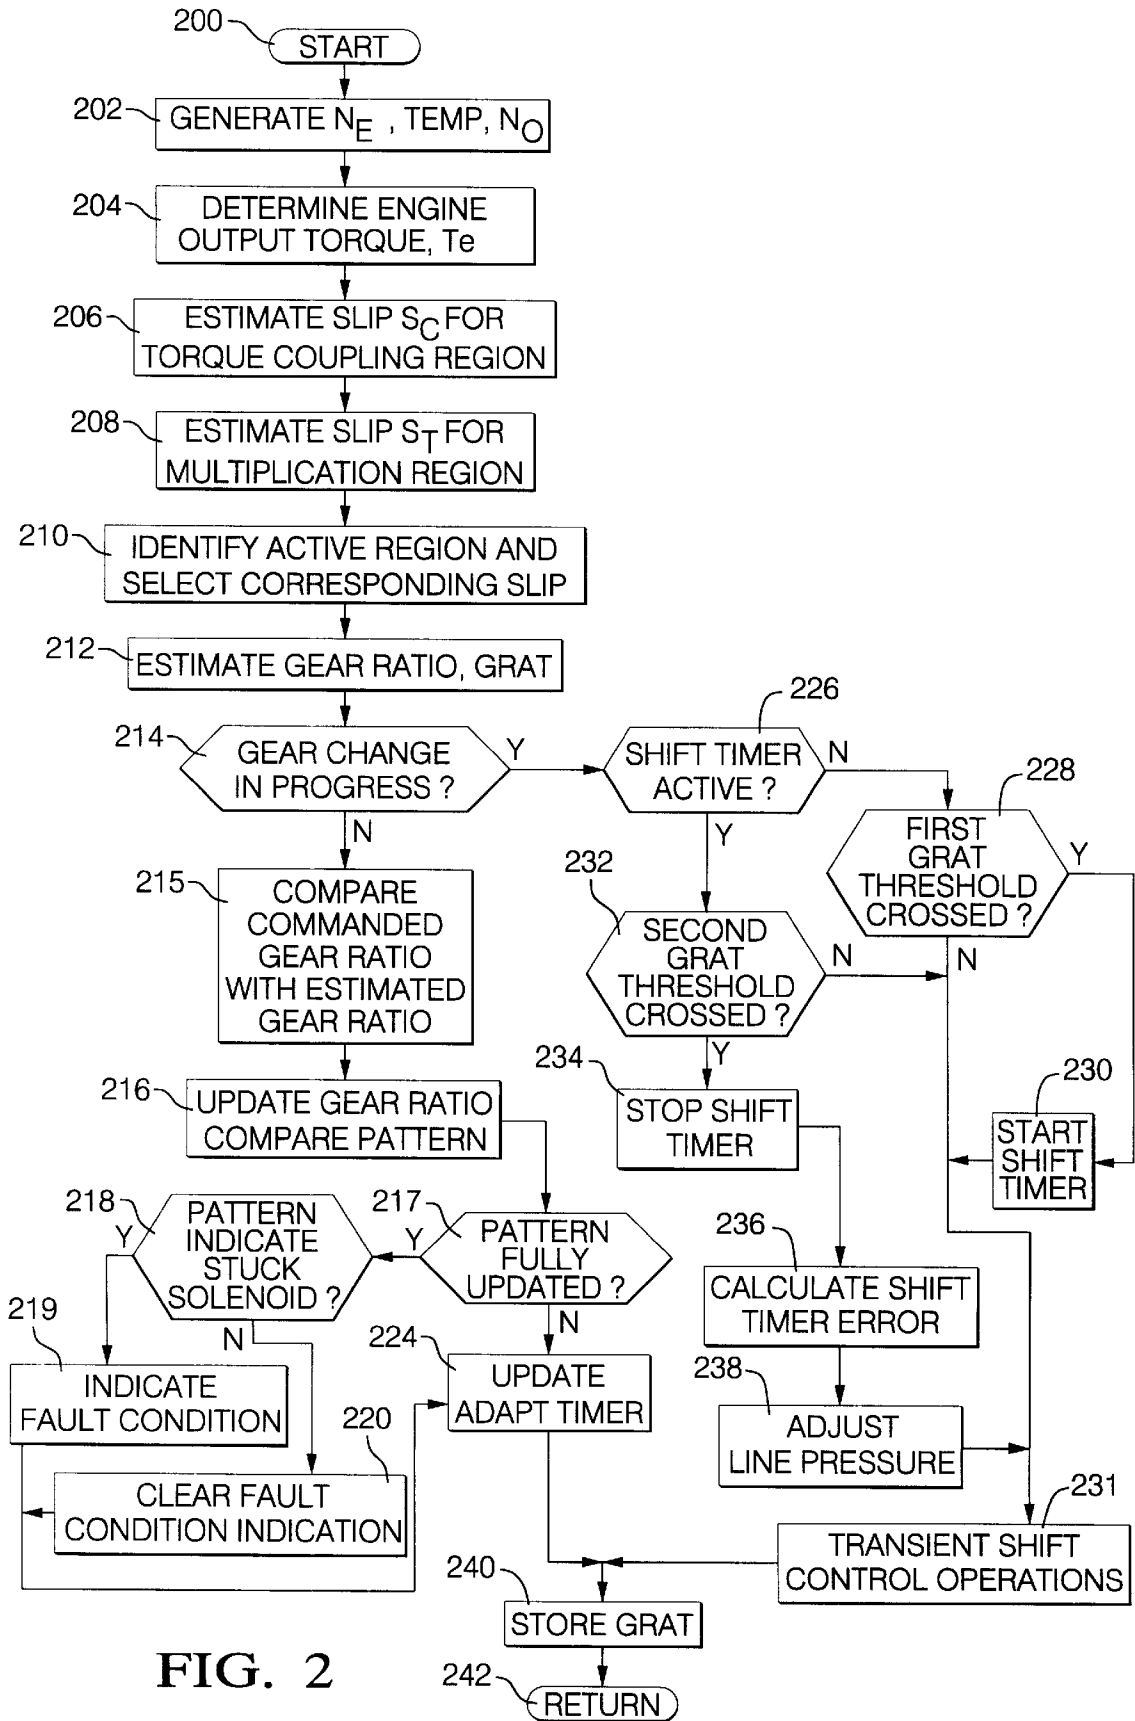 200
START
202
GENERATE NE , TEMP, NO
204
DETERMINE ENGINE
OUTPUT TORQUE, Te
206
ESTIMATE SLIP SC FOR
TORQUE COUPLING REGION
208
ESTIMATE SLIP ST FOR
MULTIPLICATION REGION
210
IDENTIFY ACTIVE REGION AND
SELECT CORRESPONDING SLIP
212
ESTIMATE GEAR RATIO, GRAT
214
GEAR CHANGE
IN PROGRESS ?
Y
N
226
SHIFT TIMER
ACTIVE ?
N
Y
228
FIRST
GRAT
THRESHOLD
CROSSED ?
Y
N
215
COMPARE
COMMANDED
GEAR RATIO
WITH ESTIMATED
GEAR RATIO
232
SECOND
GRAT
THRESHOLD
CROSSED ?
N
Y
216
UPDATE GEAR RATIO
COMPARE PATTERN
234
STOP SHIFT
TIMER
230
START
SHIFT
TIMER
218
PATTERN
INDICATE
STUCK
SOLENOID ?
Y
N
217
PATTERN
FULLY
UPDATED ?
Y
N
236
CALCULATE SHIFT
TIMER ERROR
219
INDICATE
FAULT CONDITION
224
UPDATE
ADAPT TIMER
238
ADJUST
LINE PRESSURE
220
CLEAR FAULT
CONDITION INDICATION
231
TRANSIENT SHIFT
CONTROL OPERATIONS
240
STORE GRAT
242
RETURN
FIG. 2